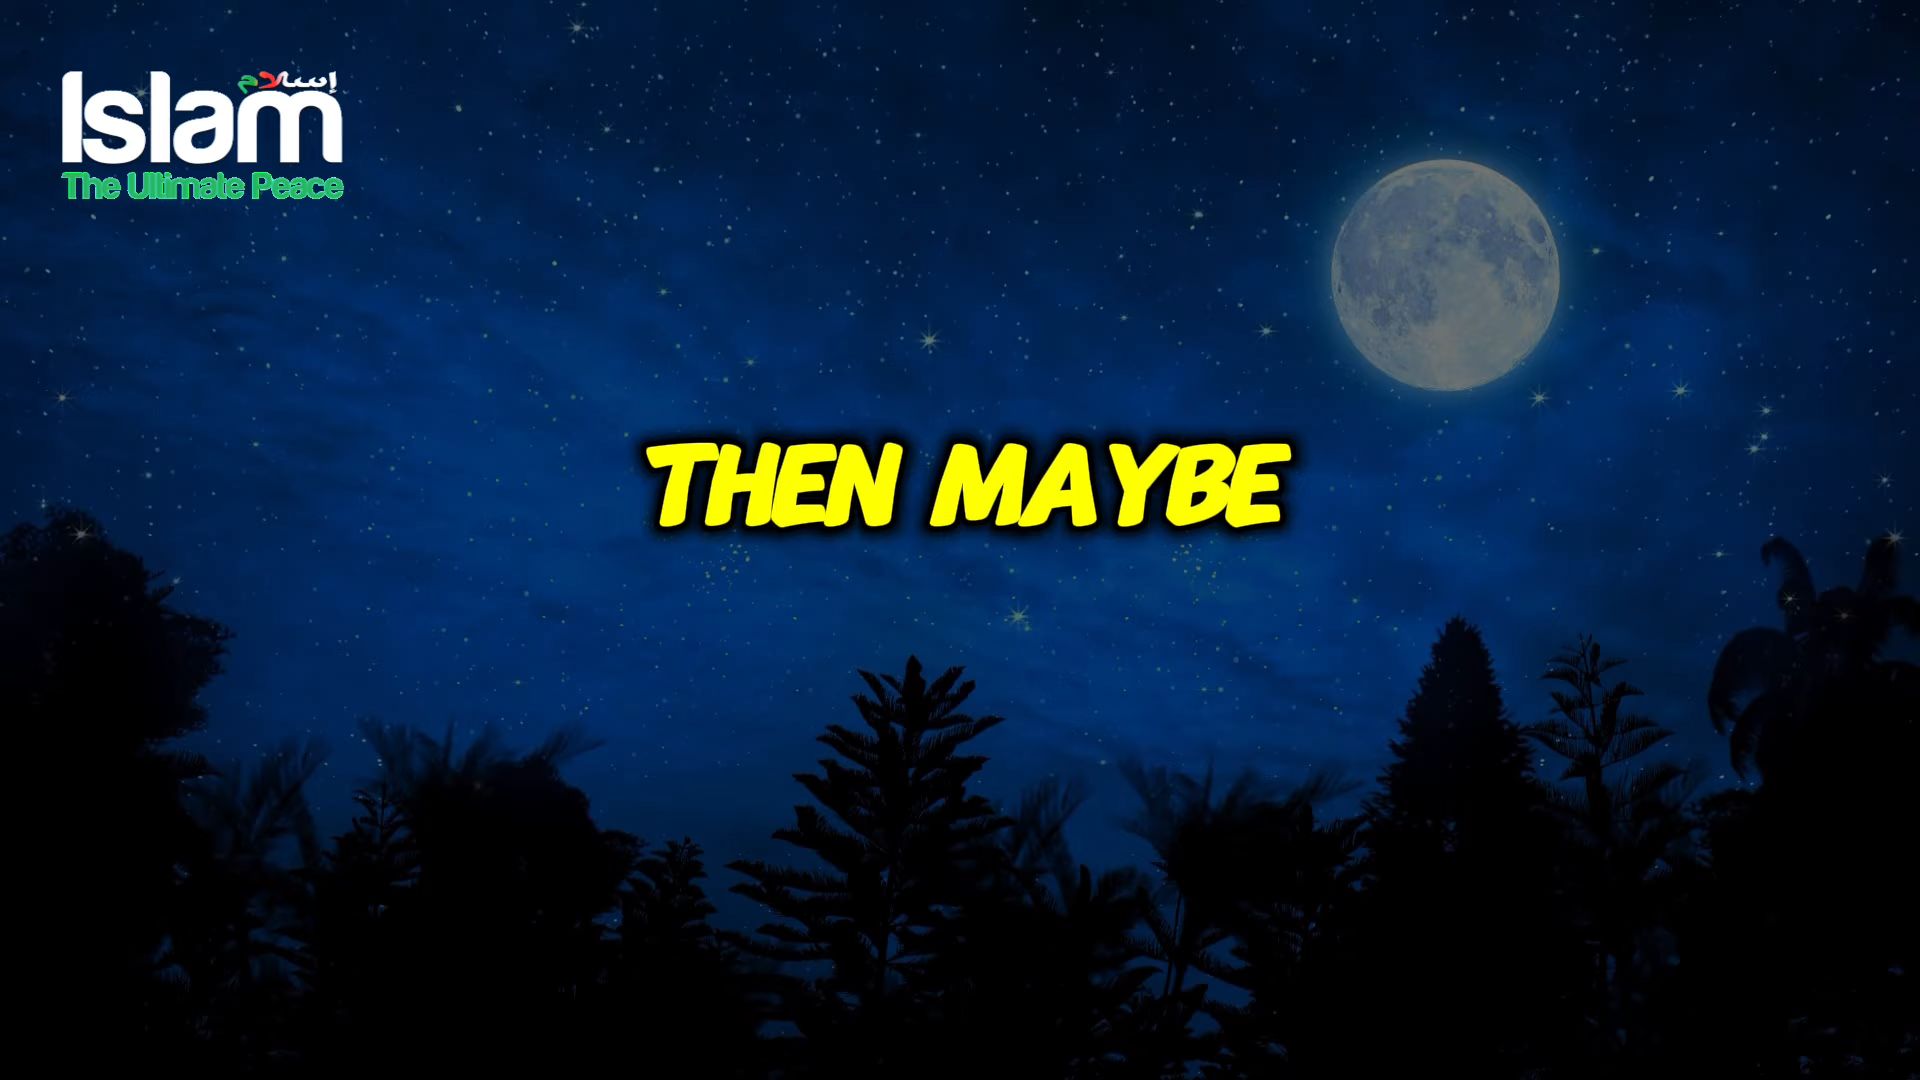 إسلام
Islam
The Ultimate Peace
THEN MAYBE